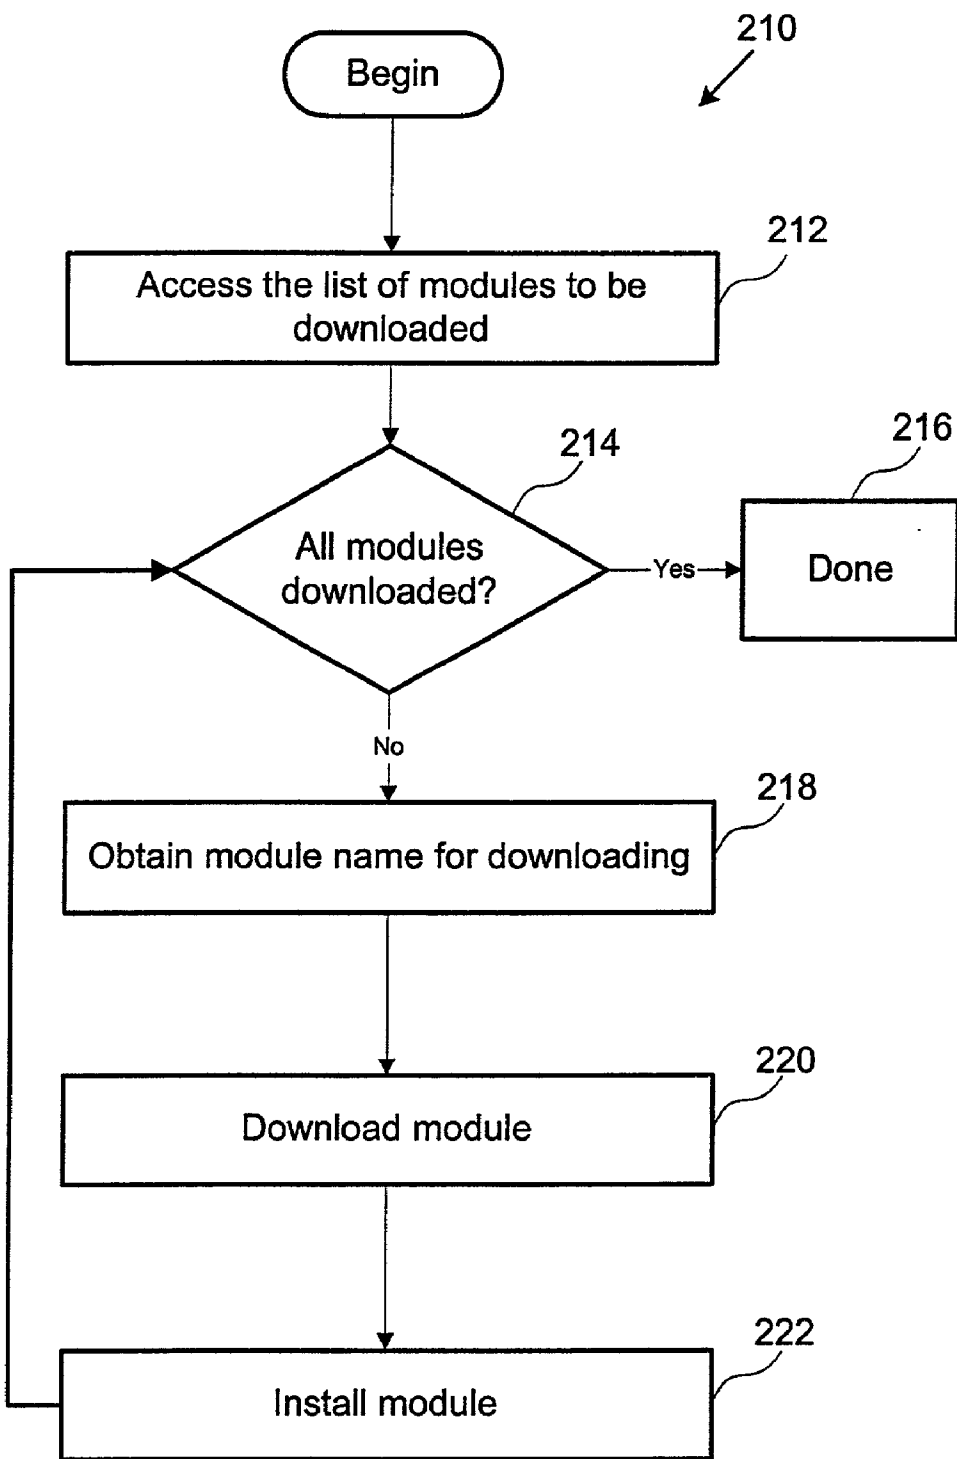 210
Begin
212
Access the list of modules to be
downloaded
214
216
All modules
downloaded?
Yes
Done
No
218
Obtain module name for downloading
220
Download module
222
Install module